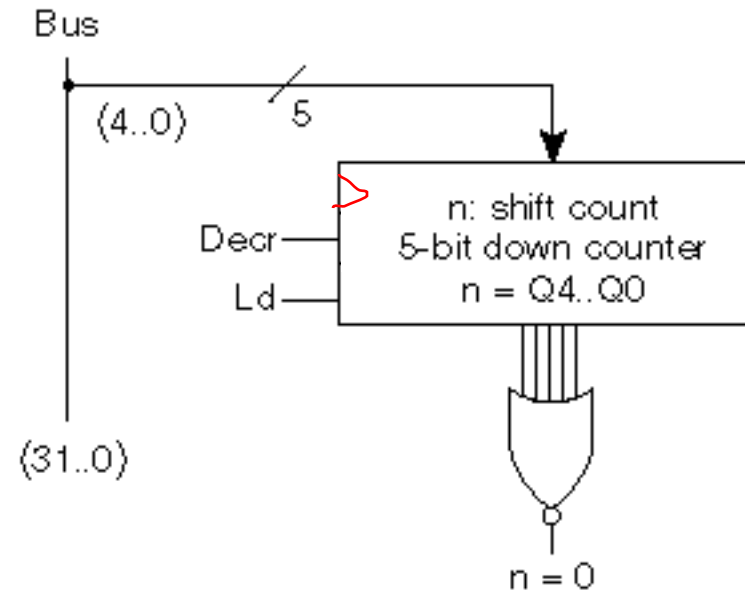 Bus
(4..0)
5
n: shift count
Decr
5-bit down counter
Ld
n = Q4..Q0
(31..0)
n = 0